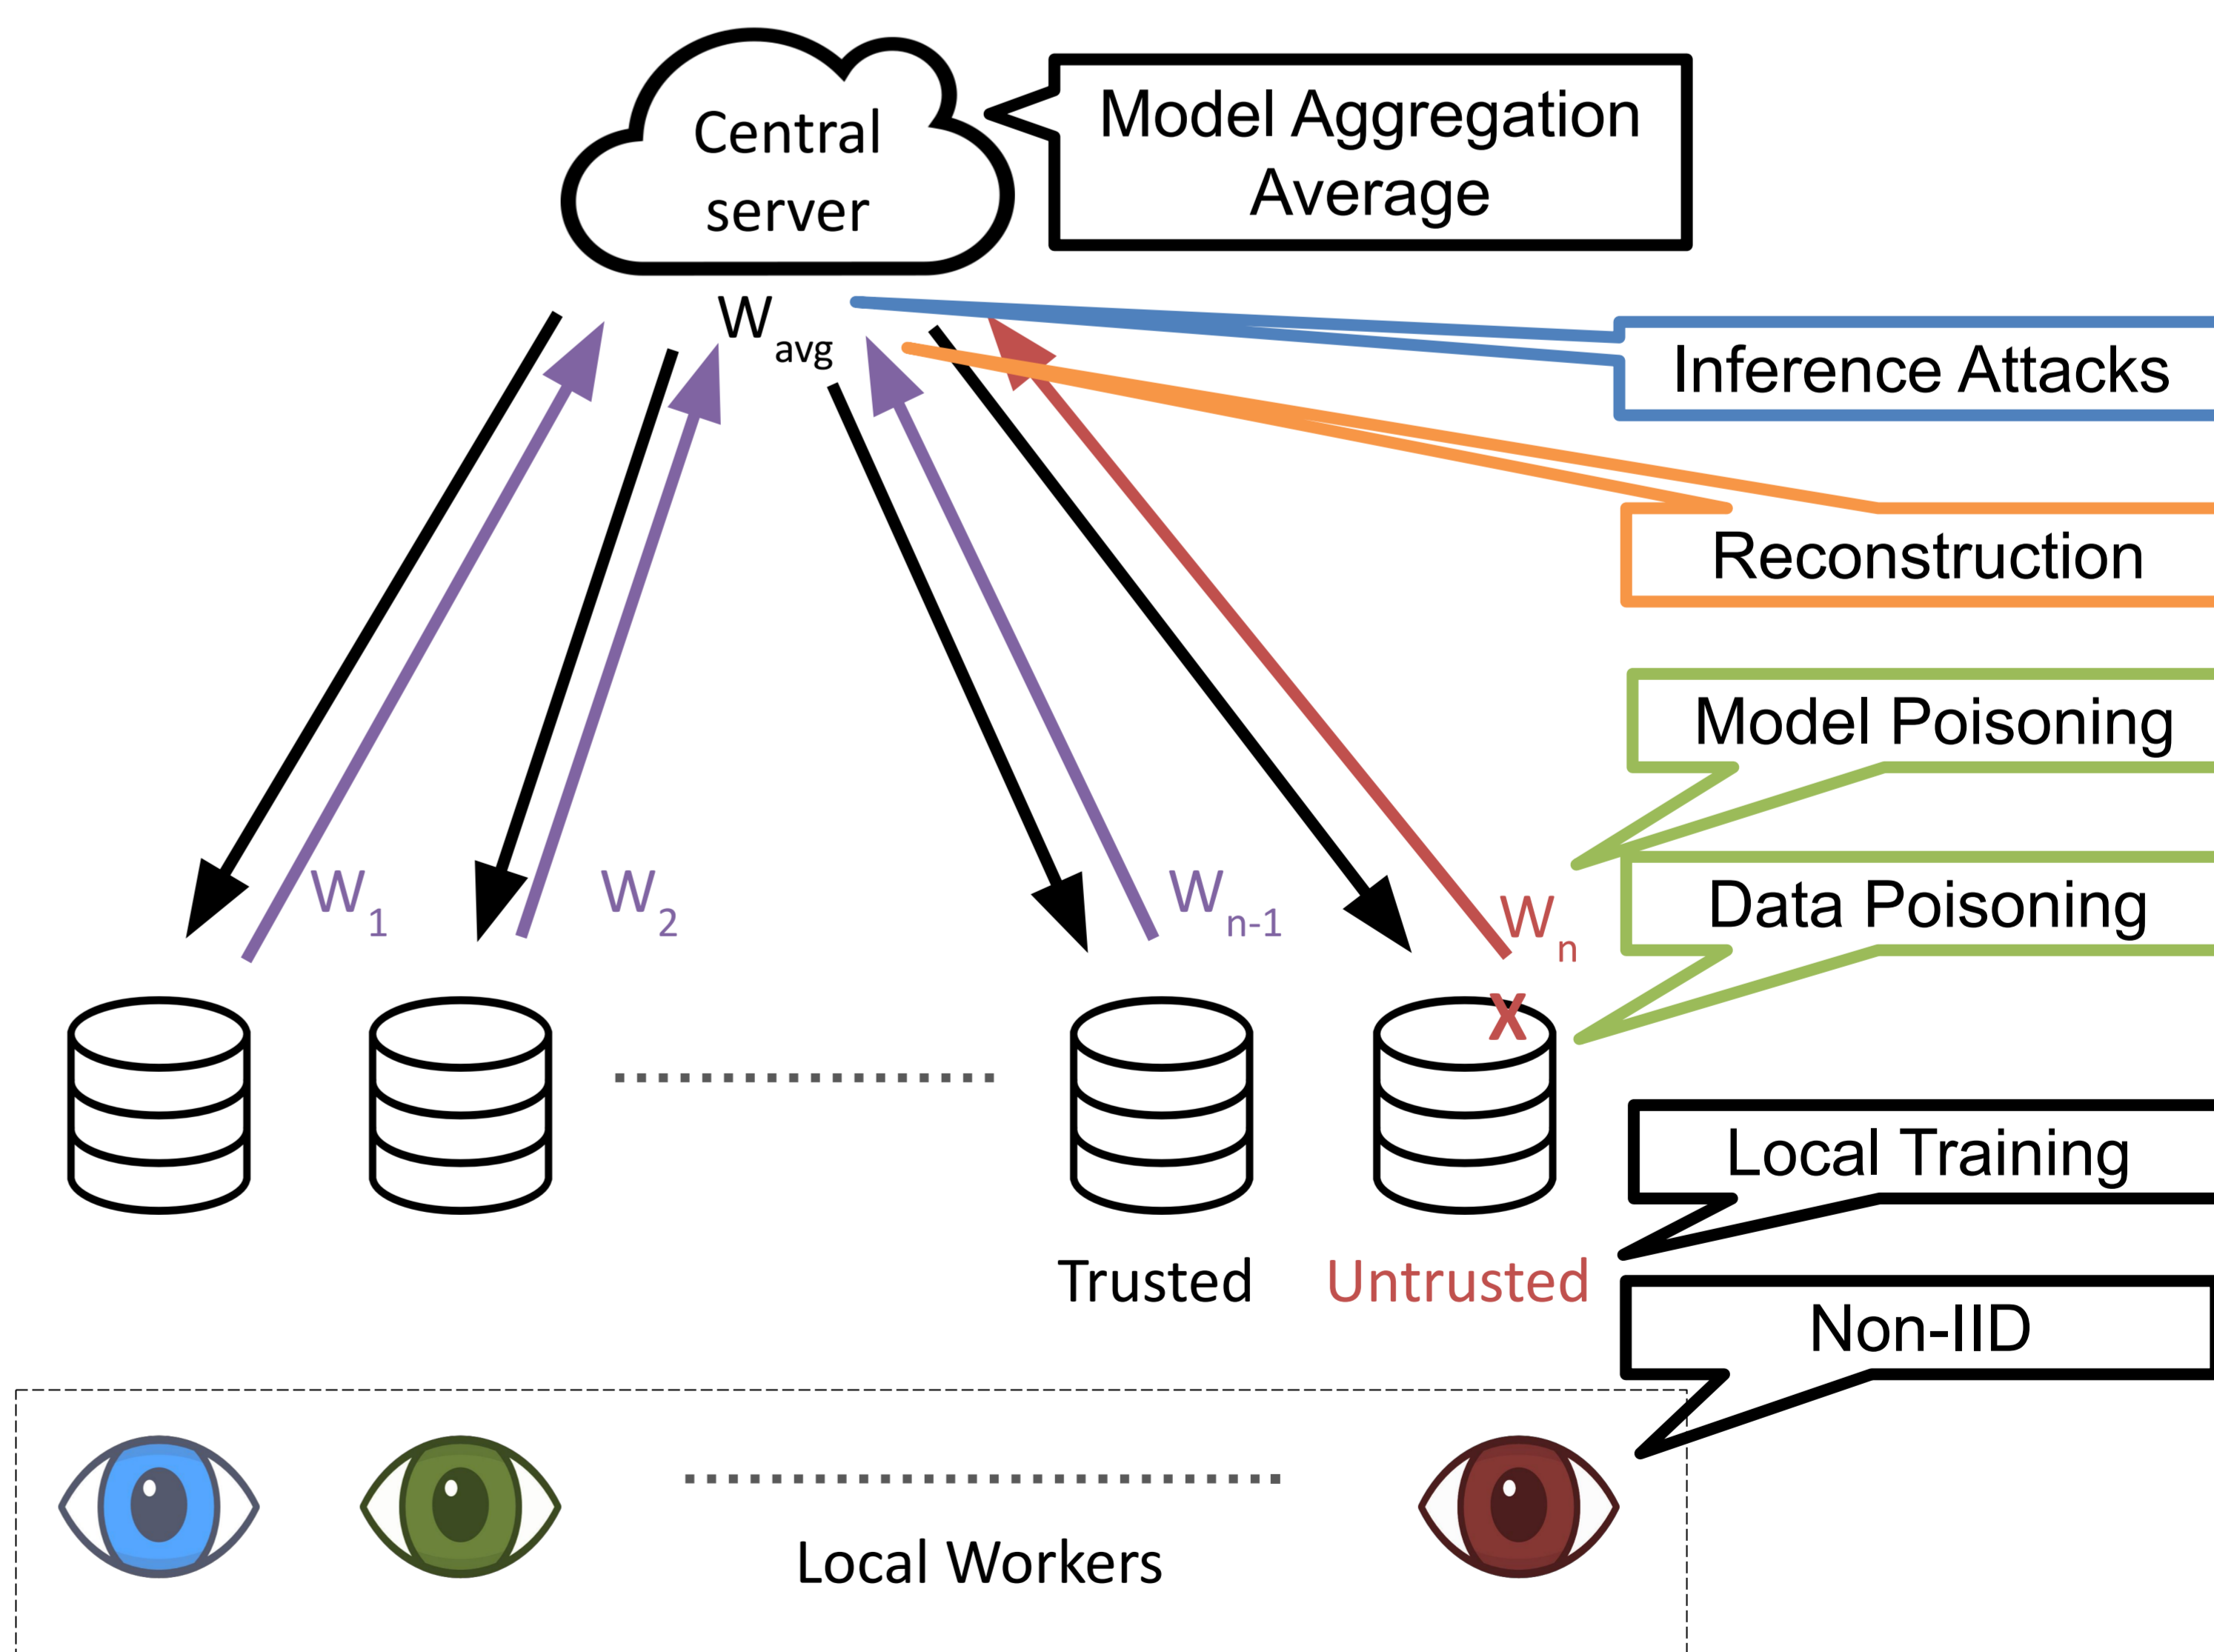 Central
server
Model Aggregation
Average
W avg
Inference Attacks
Reconstruction
Model Poisoning
Data Poisoning
W 1
W 2
W n-1
W n
X
Local Training
Trusted
Untrusted
Non-IID
Local Workers